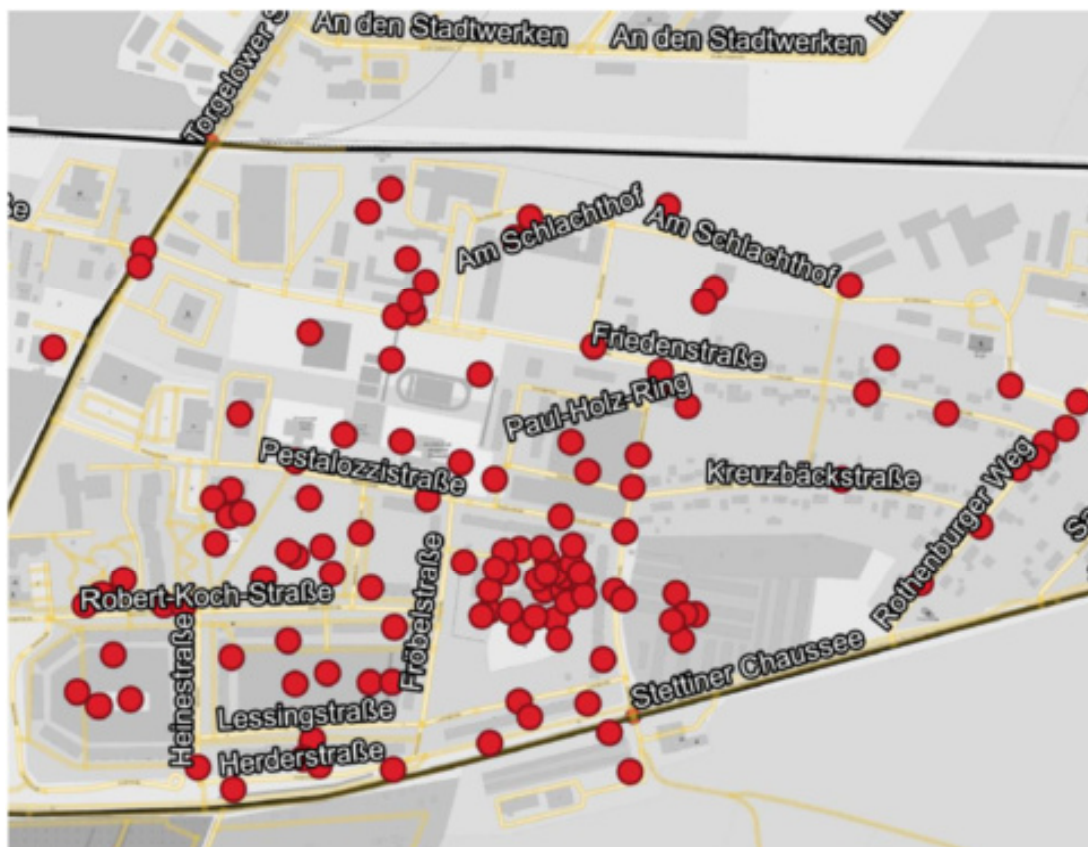 An den Stadtwerken
An den Stadtwerken
Torgelower S
Am Schlachthof
Am Schlachthof
Friedenstraße
Paul-Holz-Ring
Pestalozzistraße
Kreuzbäckstraße
Rothenburger Weg
Robert-Koch-Straße
Fröbelstraße
Heinestraße
Stettiner Chaussee
Lessingstraße
Herderstraße